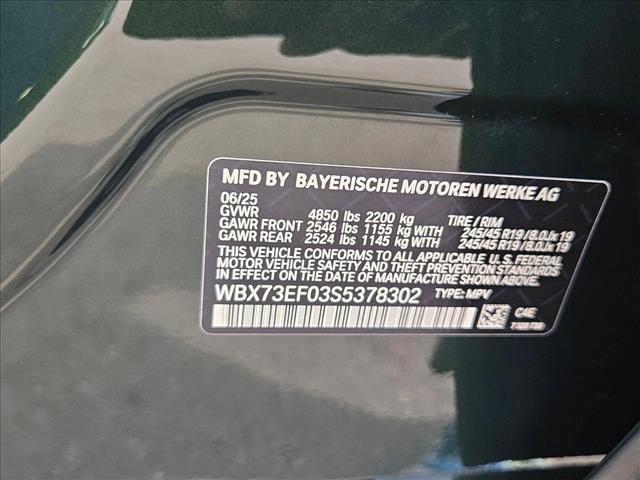 MFD BY BAYERISCHE MOTOREN WERKE AG
06/25
GVWR 4850 lbs 2200 kg TIRE / RIM
GAWR FRONT 2546 lbs 1155 kg WITH 245/45 R19 / 8.0Jx19
GAWR REAR 2524 lbs 1145 kg WITH 245/45 R19 / 8.0Jx19
THIS VEHICLE CONFORMS TO ALL APPLICABLE U. S. FEDERAL
MOTOR VEHICLE SAFETY AND THEFT PREVENTION
STANDARDS IN EFFECT ON THE DATE OF
MANUFACTURE SHOWN ABOVE.
WBX73EF03S5378302 TYPE: MPV
C4E